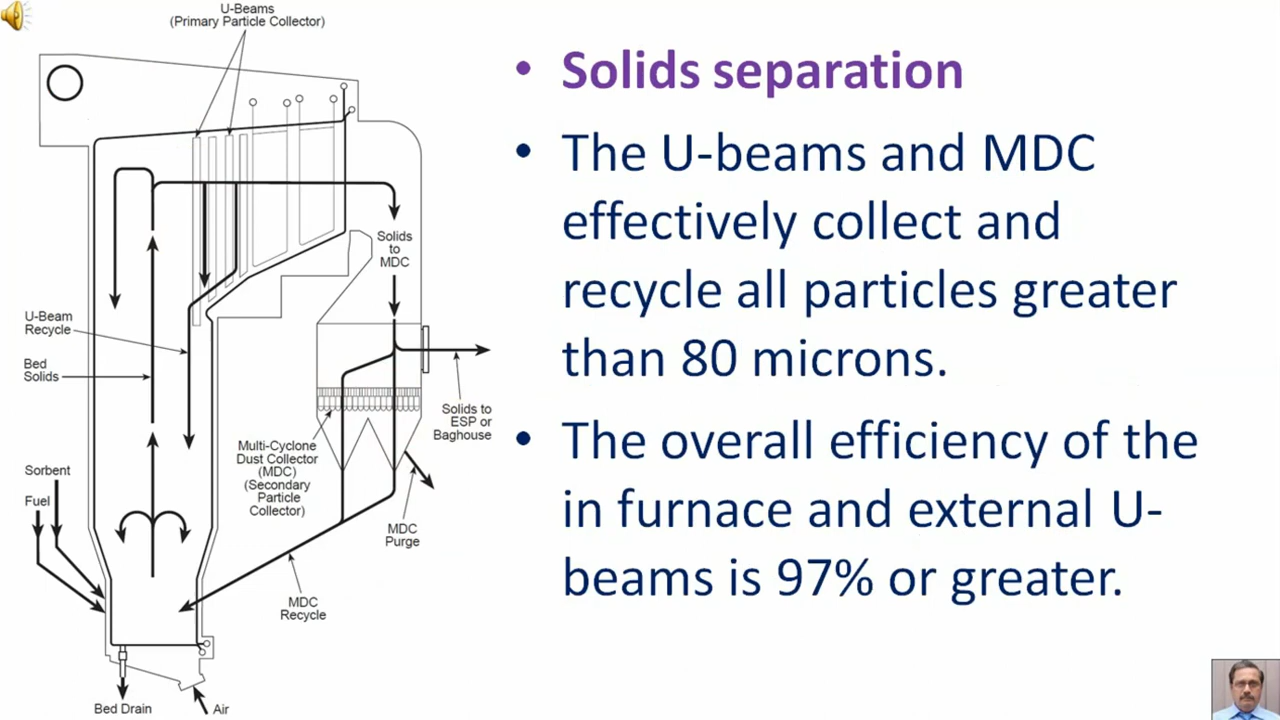 U-Beams
(Primary Particle Collector)
Solids
to
MDC
U-Beam
Recycle
Bed
Solids
Solids to
ESP or
Baghouse
Multi-Cyclone
Dust Collector
(MDC)
(Secondary
Particle
Collector)
Sorbent
Fuel
MDC
Purge
MDC
Recycle
Bed Drain
Air
• Solids separation
• The U-beams and MDC
effectively collect and
recycle all particles greater
than 80 microns.
• The overall efficiency of the
in furnace and external U-
beams is 97% or greater.